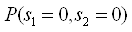 P(s₁ = 0, s₂ = 0)